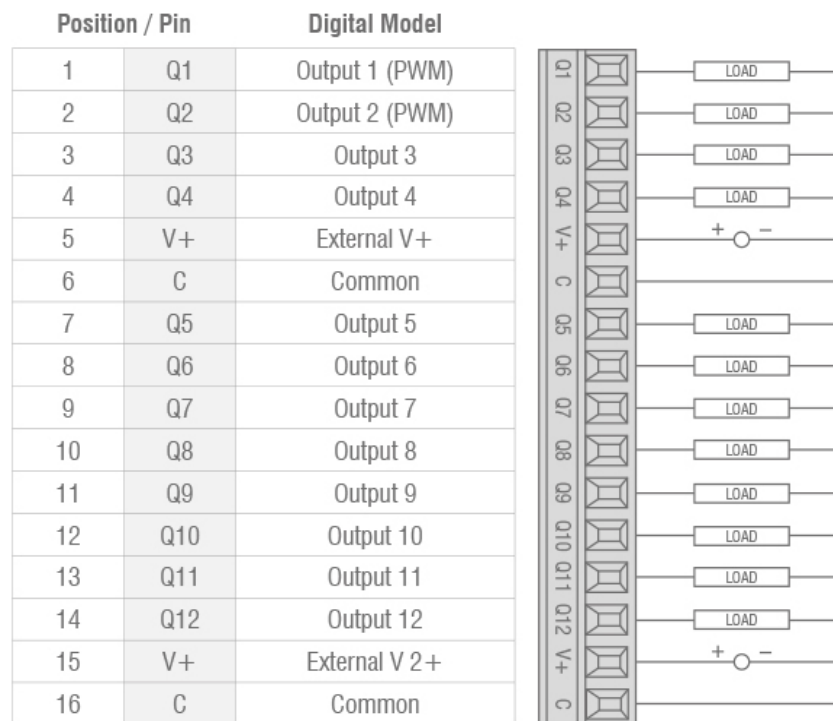 Position / Pin Digital Model
1 Q1 Output 1 (PWM) Q1 LOAD
2 Q2 Output 2 (PWM) Q2 LOAD
3 Q3 Output 3 Q3 LOAD
4 Q4 Output 4 Q4 LOAD
5 V+ External V+ V+ + −
6 C Common C
7 Q5 Output 5 Q5 LOAD
8 Q6 Output 6 Q6 LOAD
9 Q7 Output 7 Q7 LOAD
10 Q8 Output 8 Q8 LOAD
11 Q9 Output 9 Q9 LOAD
12 Q10 Output 10 Q10 LOAD
13 Q11 Output 11 Q11 LOAD
14 Q12 Output 12 Q12 LOAD
15 V+ External V 2+ V+ + −
16 C Common C